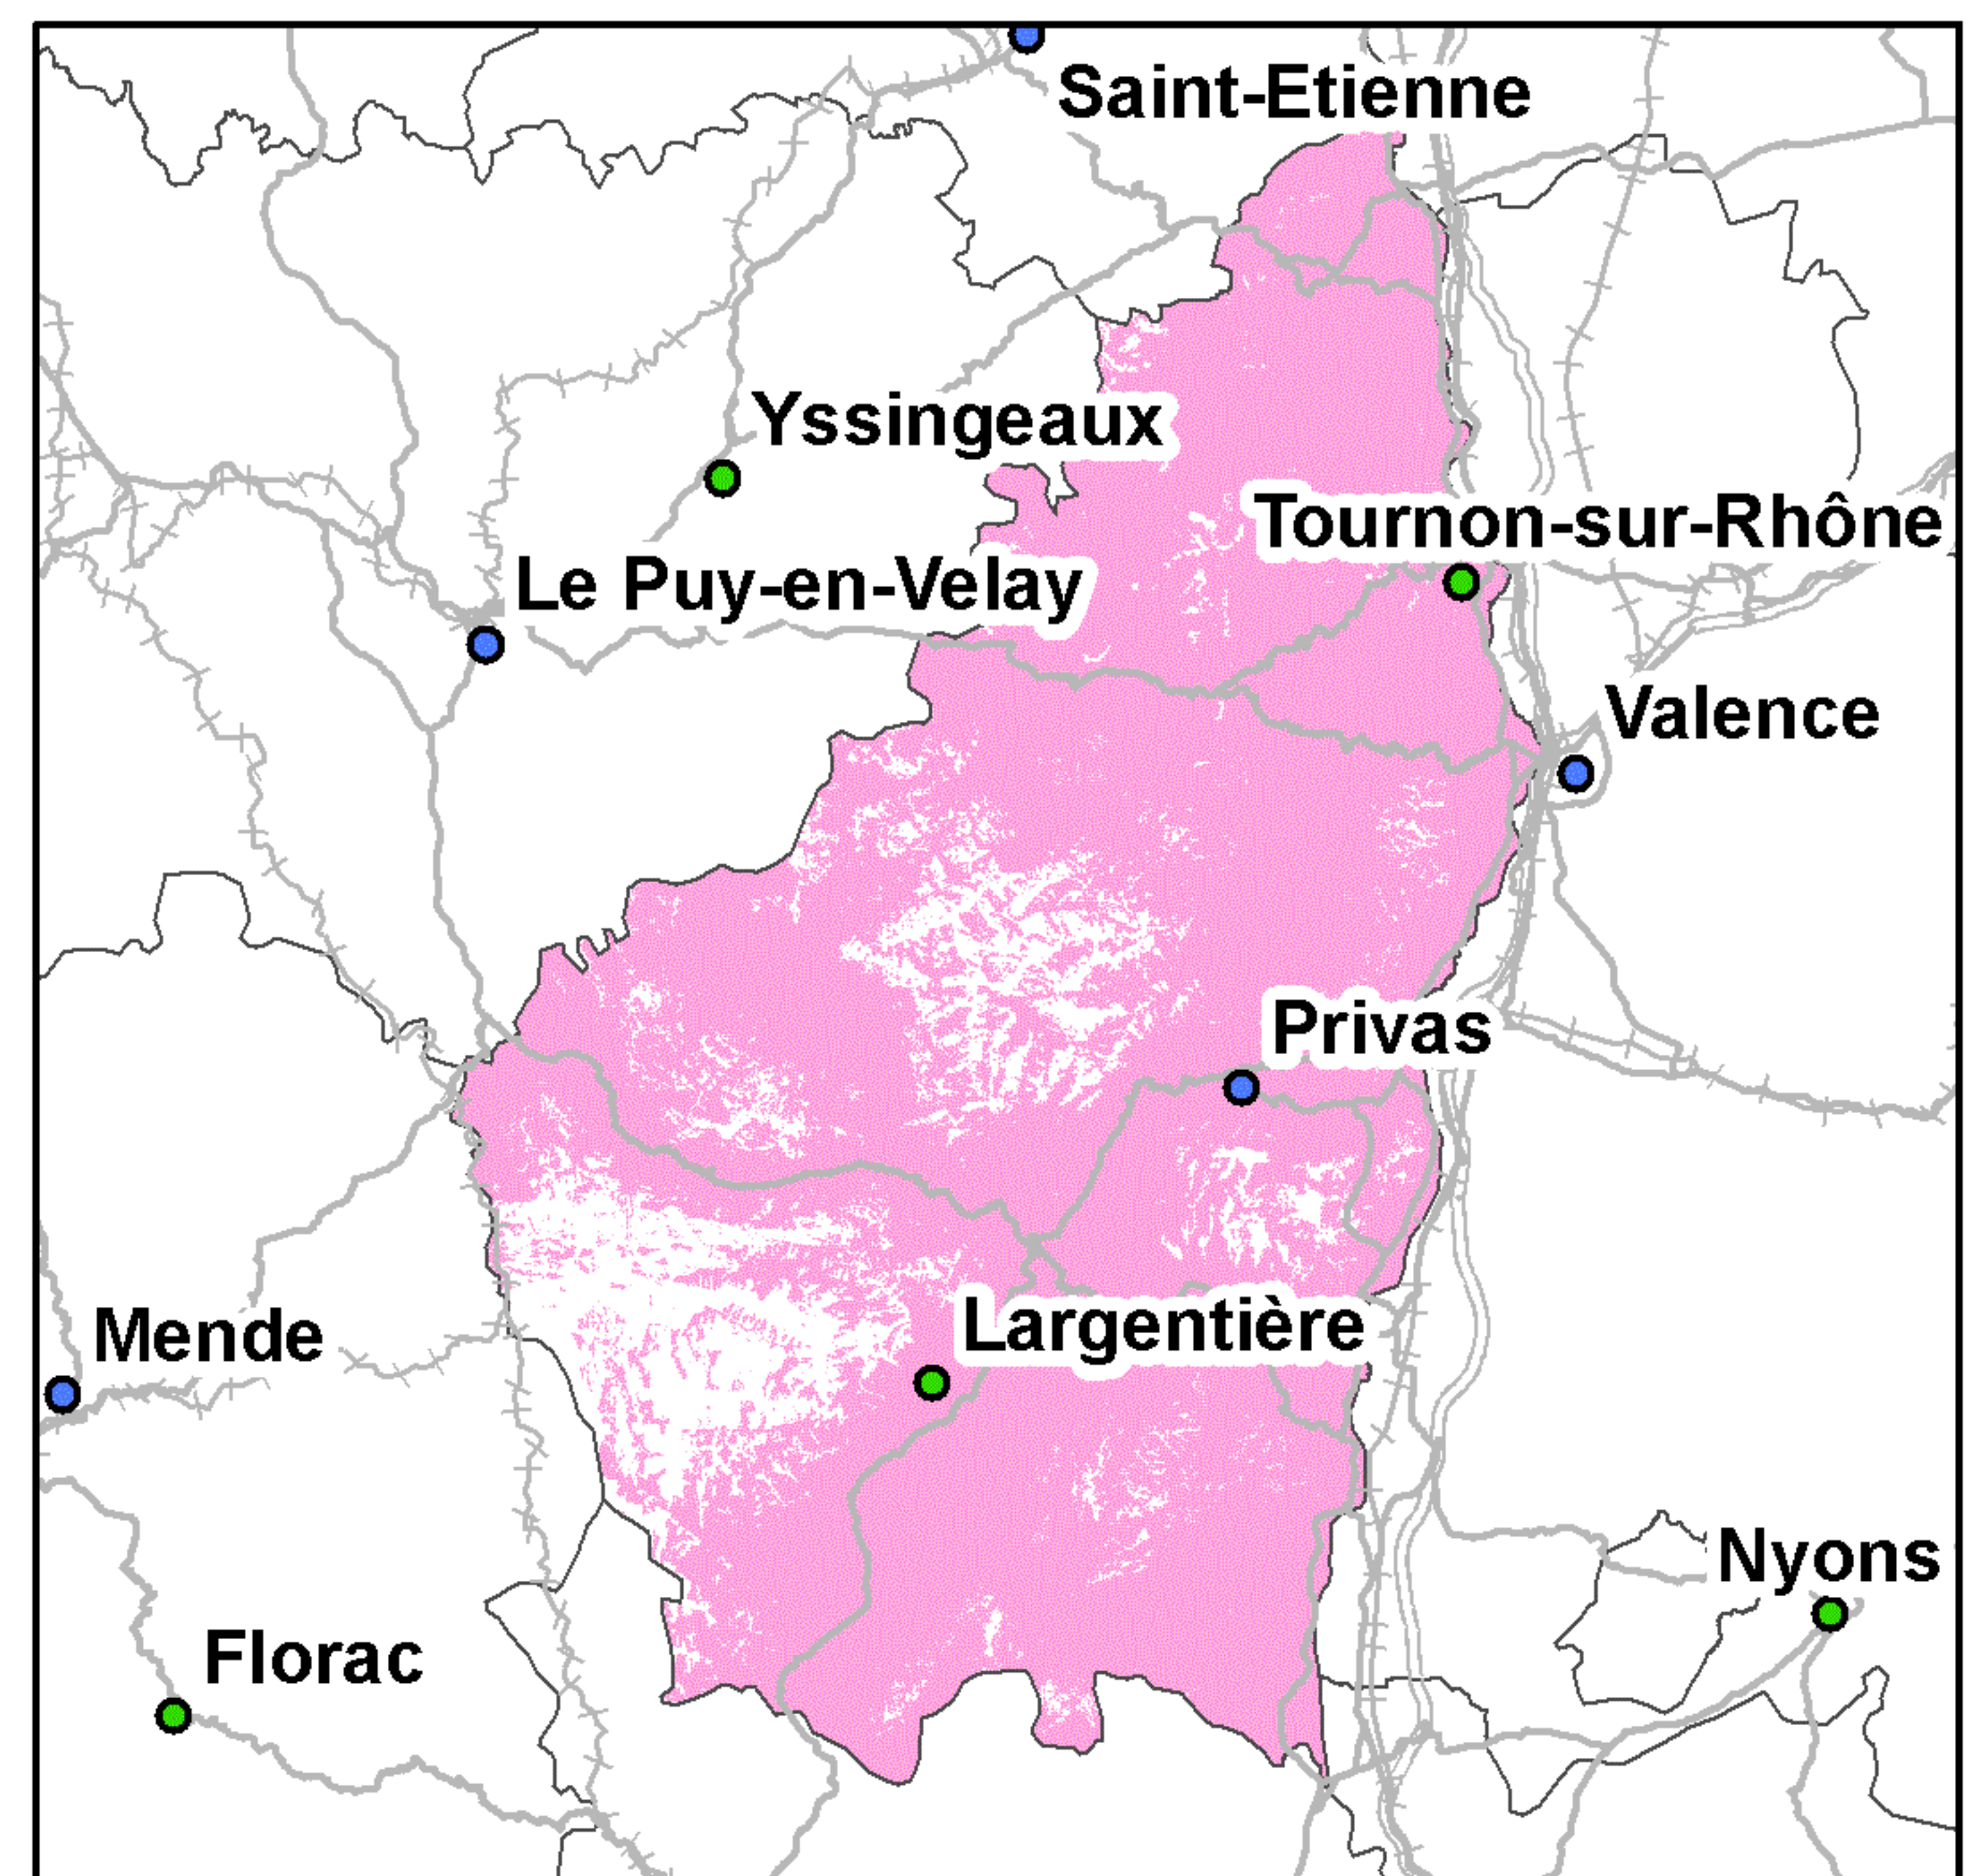 Saint-Etienne
Yssingeaux
Tournon-sur-Rhône
Le Puy-en-Velay
Valence
Privas
Largentière
Mende
Nyons
Florac